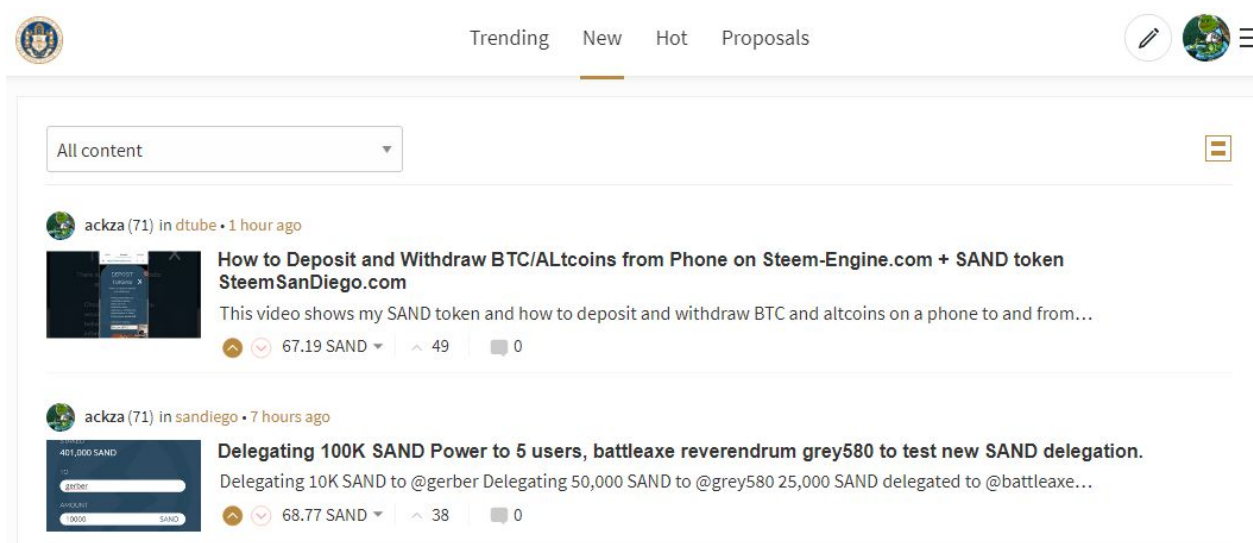 Trending New Hot Proposals
All content
ackza (71) in dtube • 1 hour ago
How to Deposit and Withdraw BTC/ALtcoins from Phone on Steem-Engine.com + SAND token
SteemSanDiego.com
This video shows my SAND token and how to deposit and withdraw BTC and altcoins on a phone to and from...
67.19 SAND 49 0
DEPOSIT
ackza (71) in sandiego • 7 hours ago
Delegating 100K SAND Power to 5 users, battleaxe reverendrum grey580 to test new SAND delegation.
Delegating 10K SAND to @gerber Delegating 50,000 SAND to @grey580 25,000 SAND delegated to @battleaxe...
68.77 SAND 38 0
401,000 SAND
TO
gerber
AMOUNT
10000 SAND